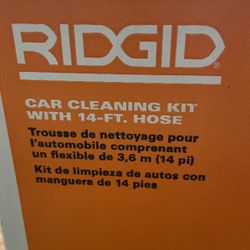 RIDGID®
CAR CLEANING KIT
WITH 14-FT. HOSE
Trousse de nettoyage pour
l'automobile comprenant
un flexible de 3,6 m (14 pi)
Kit de limpieza de autos con
manguera de 14 pies